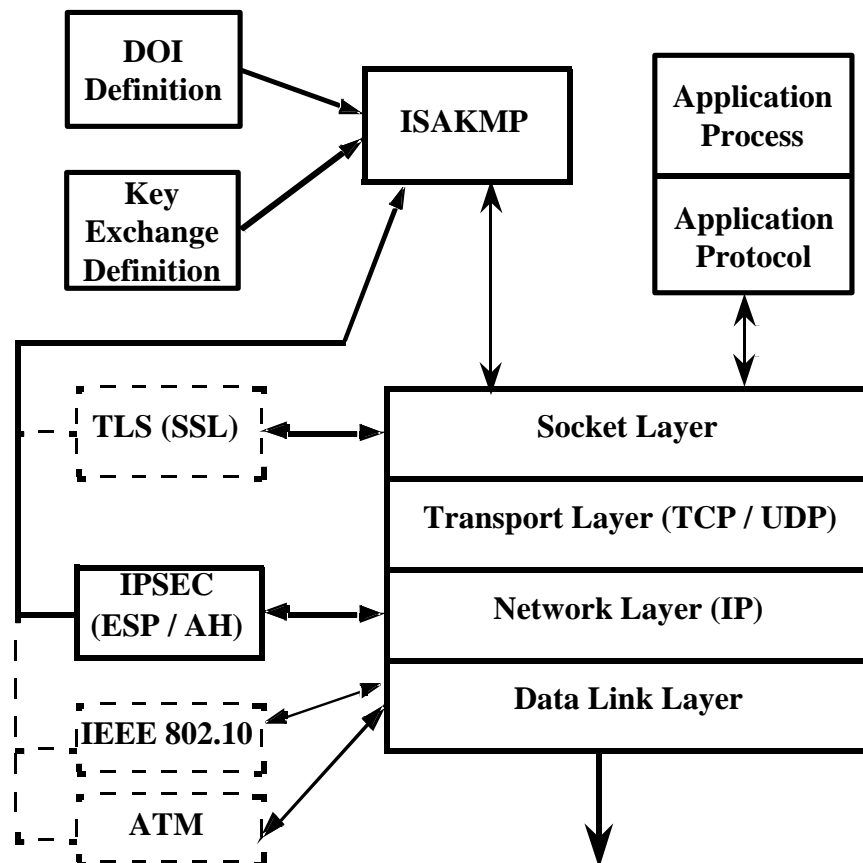 DOI
Definition
ISAKMP
Application
Process
Key
Exchange
Definition
Application
Protocol
TLS (SSL)
Socket Layer
Transport Layer (TCP / UDP)
IPSEC
(ESP / AH)
Network Layer (IP)
Data Link Layer
IEEE 802.10
ATM